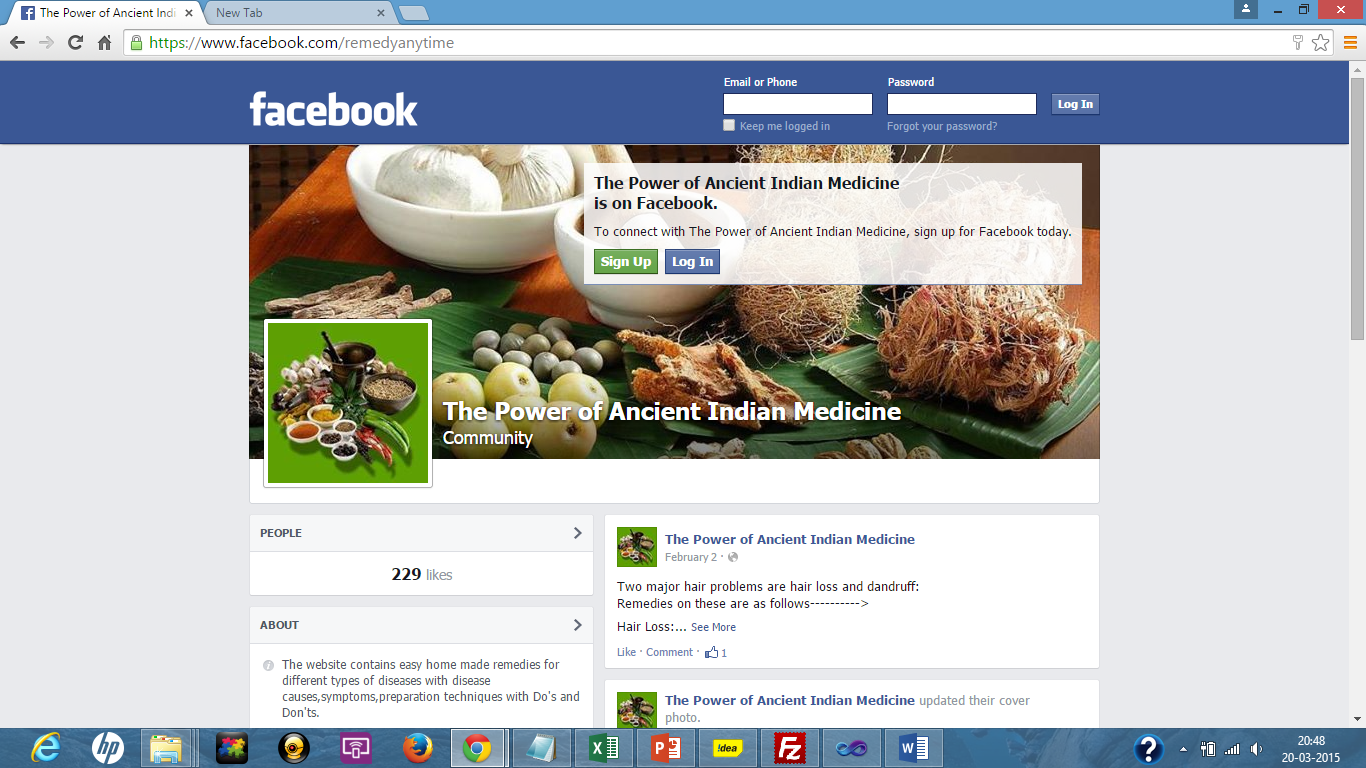 The Power of Ancient Indi
New Tab
https://www.facebook.com/remedyanytime
facebook
Email or Phone
Password
Log In
Keep me logged in
Forgot your password?
The Power of Ancient Indian Medicine
is on Facebook.
To connect with The Power of Ancient Indian Medicine, sign up for Facebook today.
Sign Up
Log In
The Power of Ancient Indian Medicine
Community
PEOPLE
229 likes
ABOUT
The website contains easy home made remedies for
different types of diseases with disease
causes,symptoms,preparation techniques with Do's and
Don'ts.
The Power of Ancient Indian Medicine
February 2 ·
Two major hair problems are hair loss and dandruff:
Remedies on these are as follows---------->
Hair Loss:... See More
Like · Comment · 1
The Power of Ancient Indian Medicine updated their cover
photo.
hp
!dea
Fz
20:48
20-03-2015